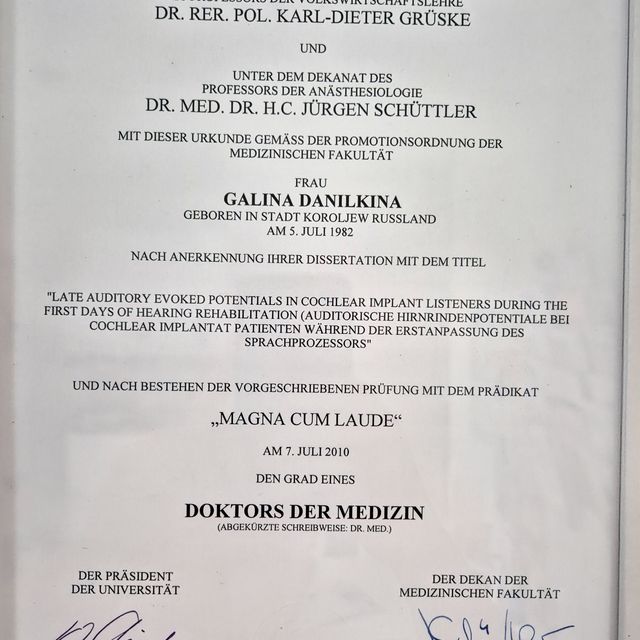 PROFESSORS DER VOLKSWIRTSCHAFTSLEHRE
DR. RER. POL. KARL-DIETER GRÜSKE
UND
UNTER DEM DEKANAT DES
PROFESSORS DER ANÄSTHESIOLOGIE
DR. MED. DR. H.C. JÜRGEN SCHÜTTLER
MIT DIESER URKUNDE GEMÄSS DER PROMOTIONSORDNUNG DER
MEDIZINISCHEN FAKULTÄT
FRAU
GALINA DANILKINA
GEBOREN IN STADT KOROLJEW RUSSLAND
AM 5. JULI 1982
NACH ANERKENNUNG IHRER DISSERTATION MIT DEM TITEL
"LATE AUDITORY EVOKED POTENTIALS IN COCHLEAR IMPLANT LISTENERS DURING THE
FIRST DAYS OF HEARING REHABILITATION (AUDITORISCHE HIRNRINDENPOTENTIALE BEI
COCHLEAR IMPLANTAT PATIENTEN WÄHREND DER ERSTANPASSUNG DES
SPRACHPROZESSORS"
UND NACH BESTEHEN DER VORGESCHRIEBENEN PRÜFUNG MIT DEM PRÄDIKAT
„MAGNA CUM LAUDE“
AM 7. JULI 2010
DEN GRAD EINES
DOKTORS DER MEDIZIN
(ABGEKÜRZTE SCHREIBWEISE: DR. MED.)
DER PRÄSIDENT
DER UNIVERSITÄT
DER DEKAN DER
MEDIZINISCHEN FAKULTÄT